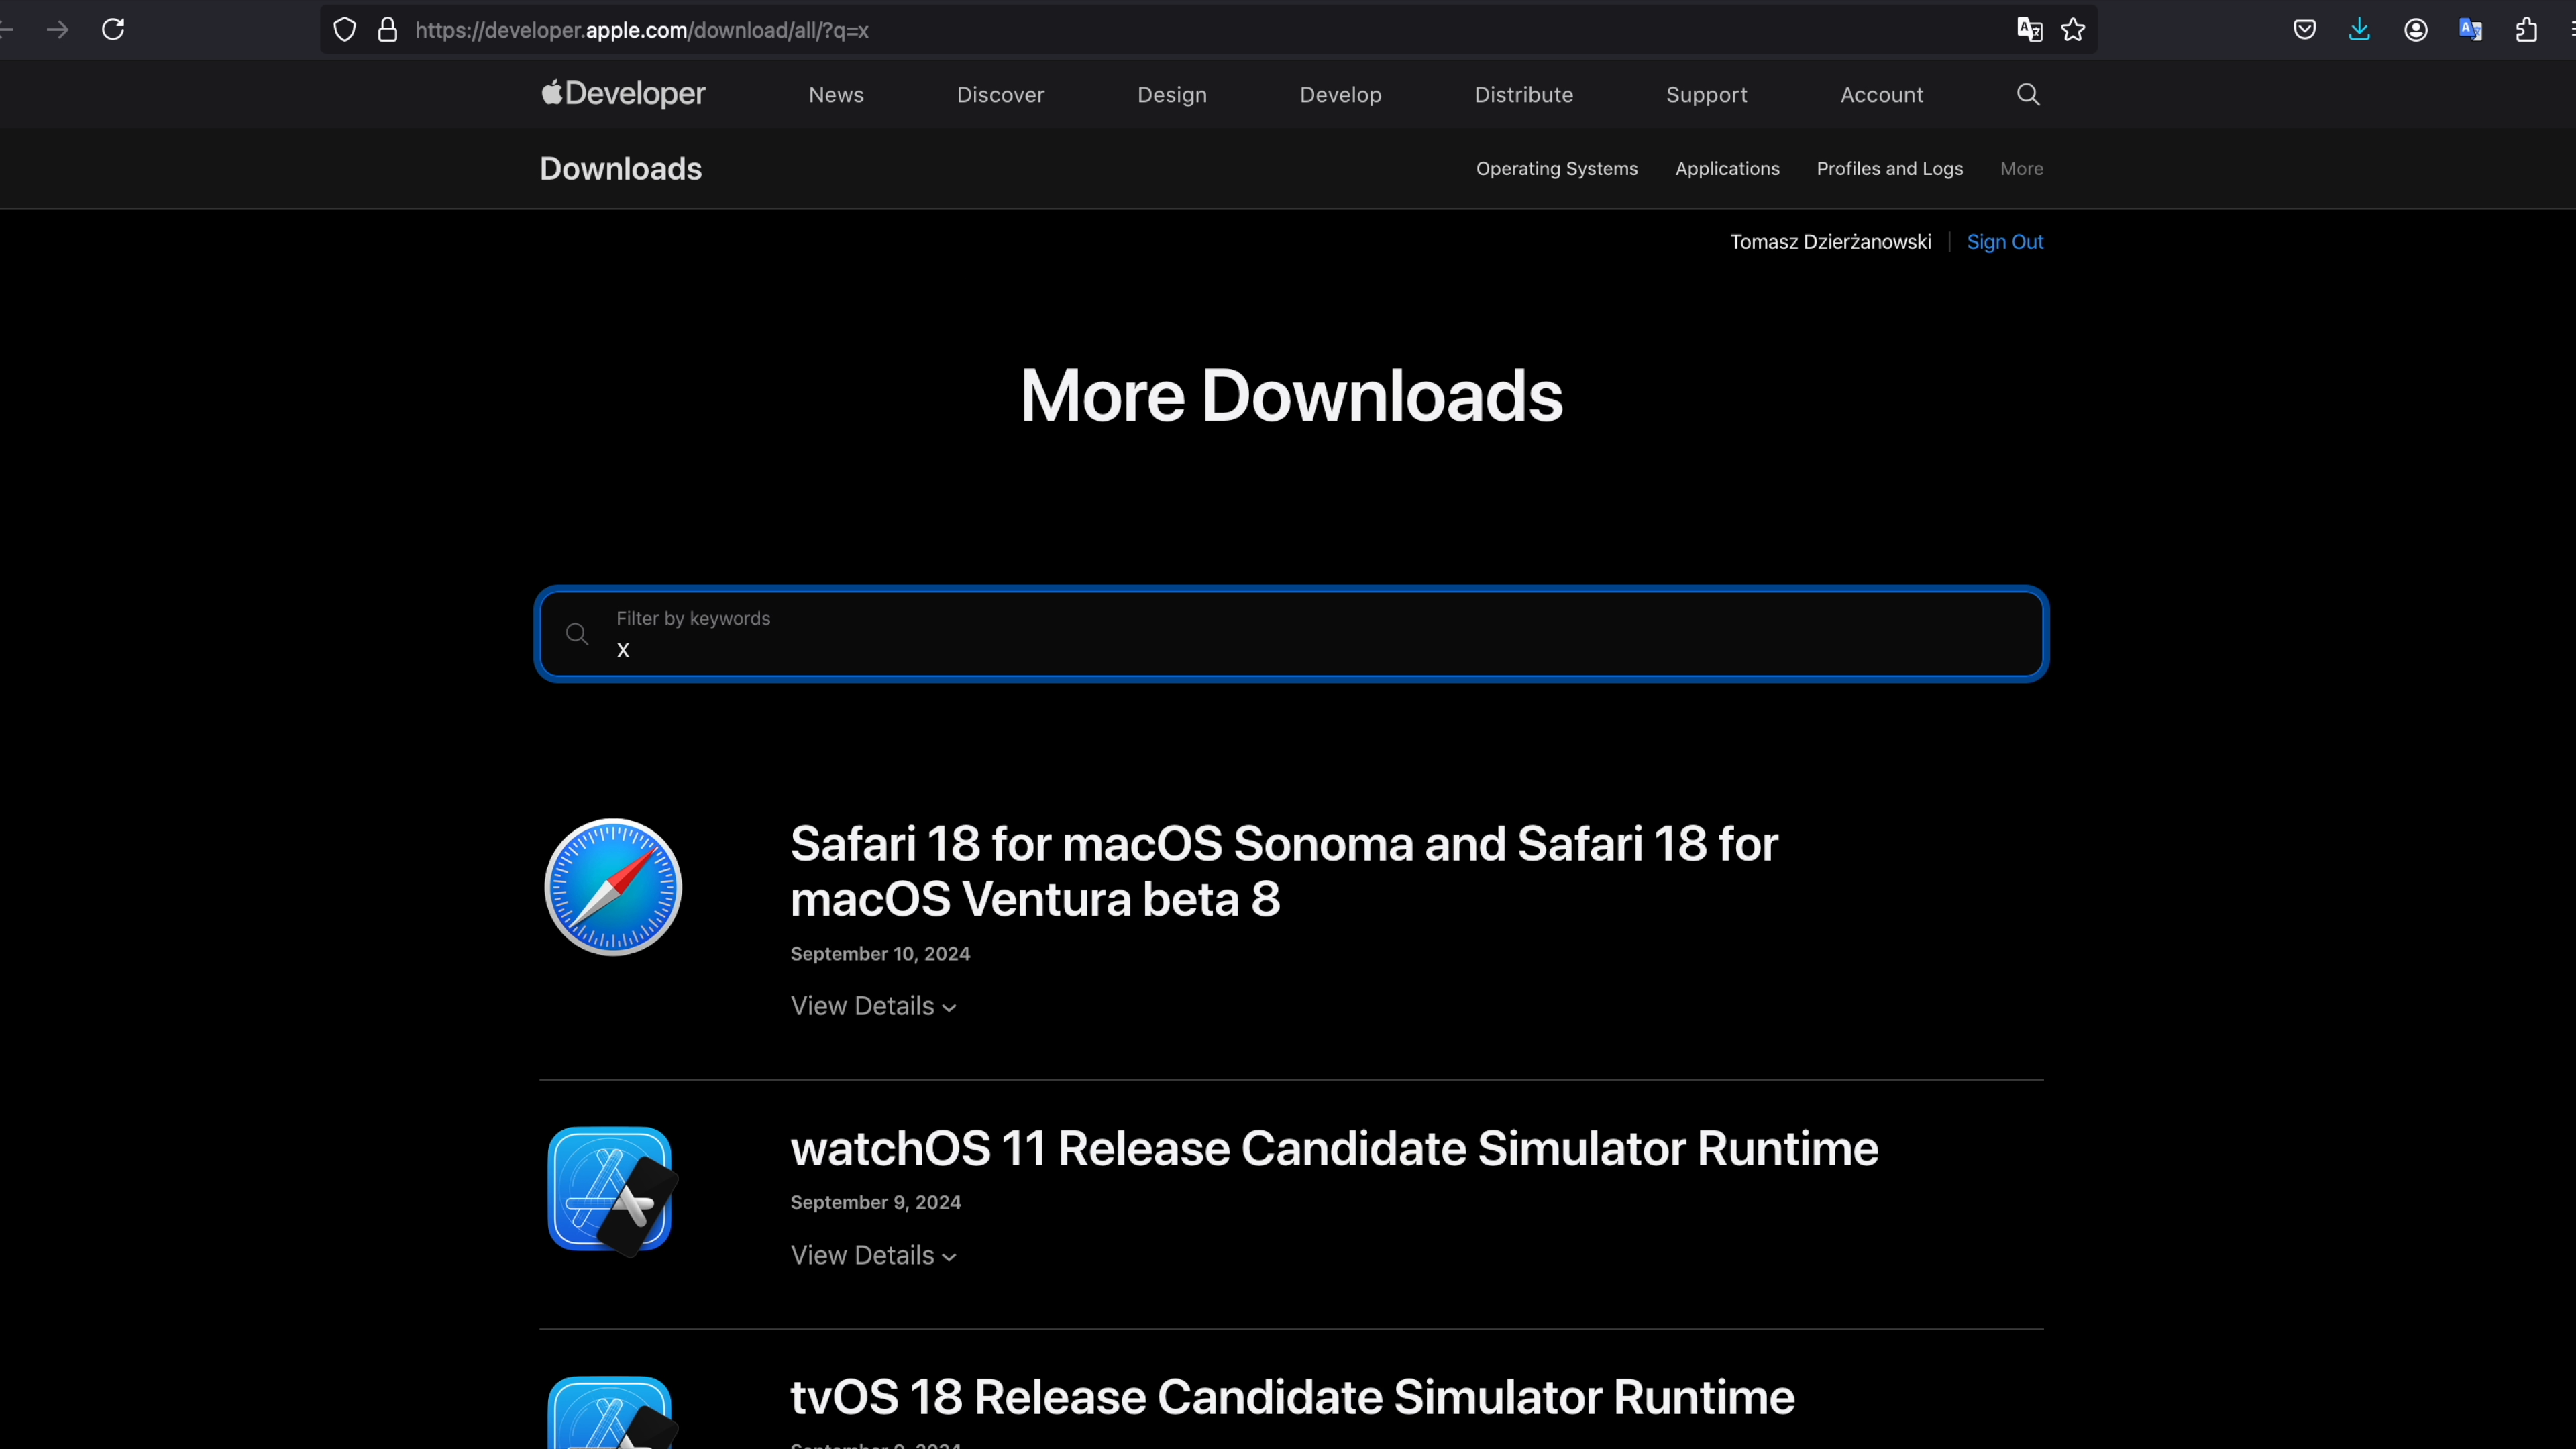 https://developer.apple.com/download/all/?q=x
Developer
News
Discover
Design
Develop
Distribute
Support
Account
Downloads
Operating Systems
Applications
Profiles and Logs
More
Tomasz Dzierżanowski
Sign Out
More Downloads
Filter by keywords
x
Safari 18 for macOS Sonoma and Safari 18 for
macOS Ventura beta 8
September 10, 2024
View Details
watchOS 11 Release Candidate Simulator Runtime
September 9, 2024
View Details
tvOS 18 Release Candidate Simulator Runtime
September 9, 2024